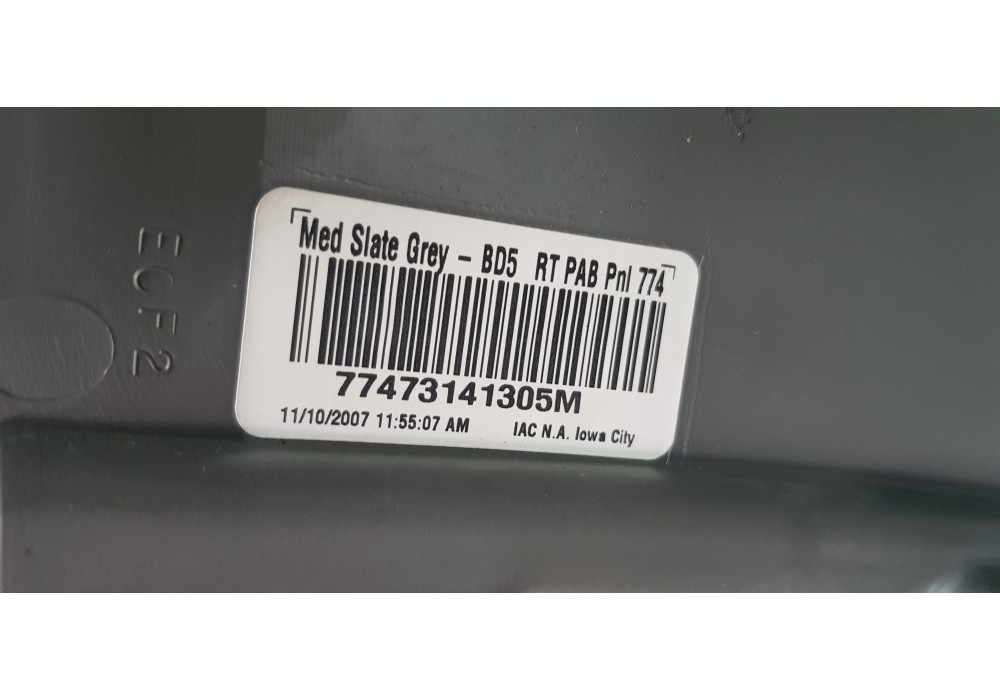 Med Slate Grey - BD5 RT PAB Pnl 774
77473141305M
11/10/2007 11:55:07 AM IAC N.A. Iowa City
ECF2